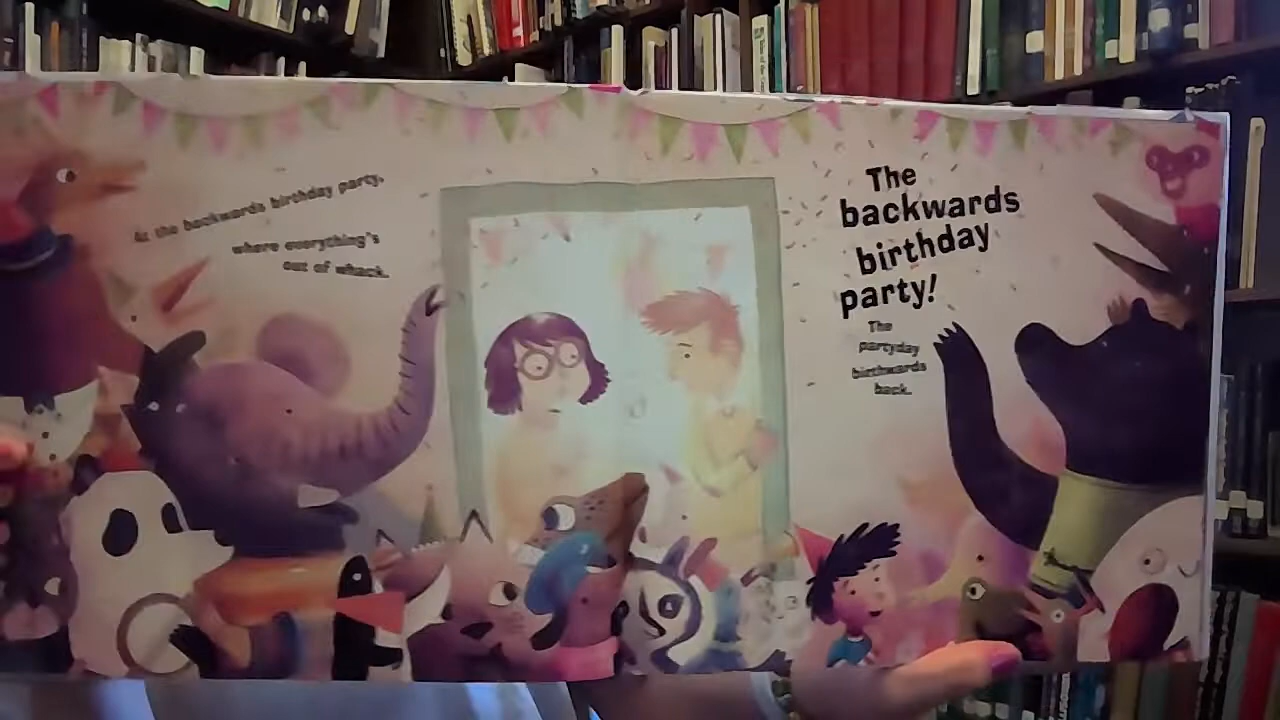 At the backwards birthday party,
where everything's
out of whack.
The
backwards
birthday
party!
The
partyday
birthwards
back.